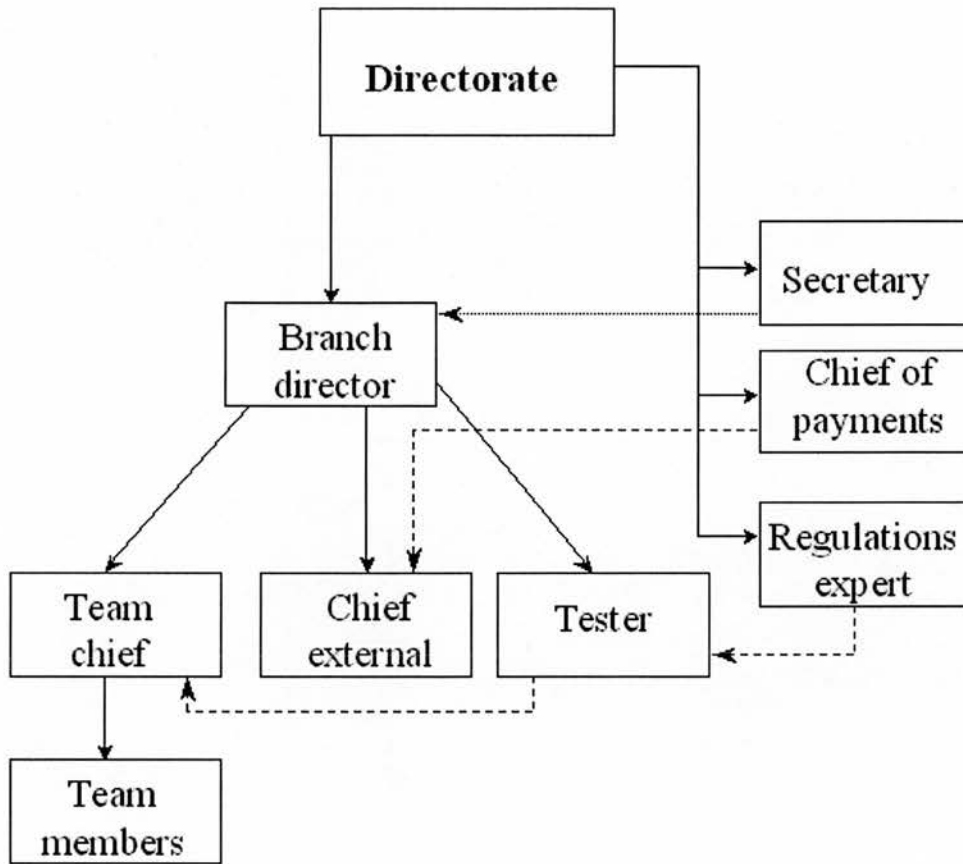 Directorate
Secretary
Branch
director
Chief of
payments
Regulations
expert
Team
chief
Chief
external
Tester
Team
members